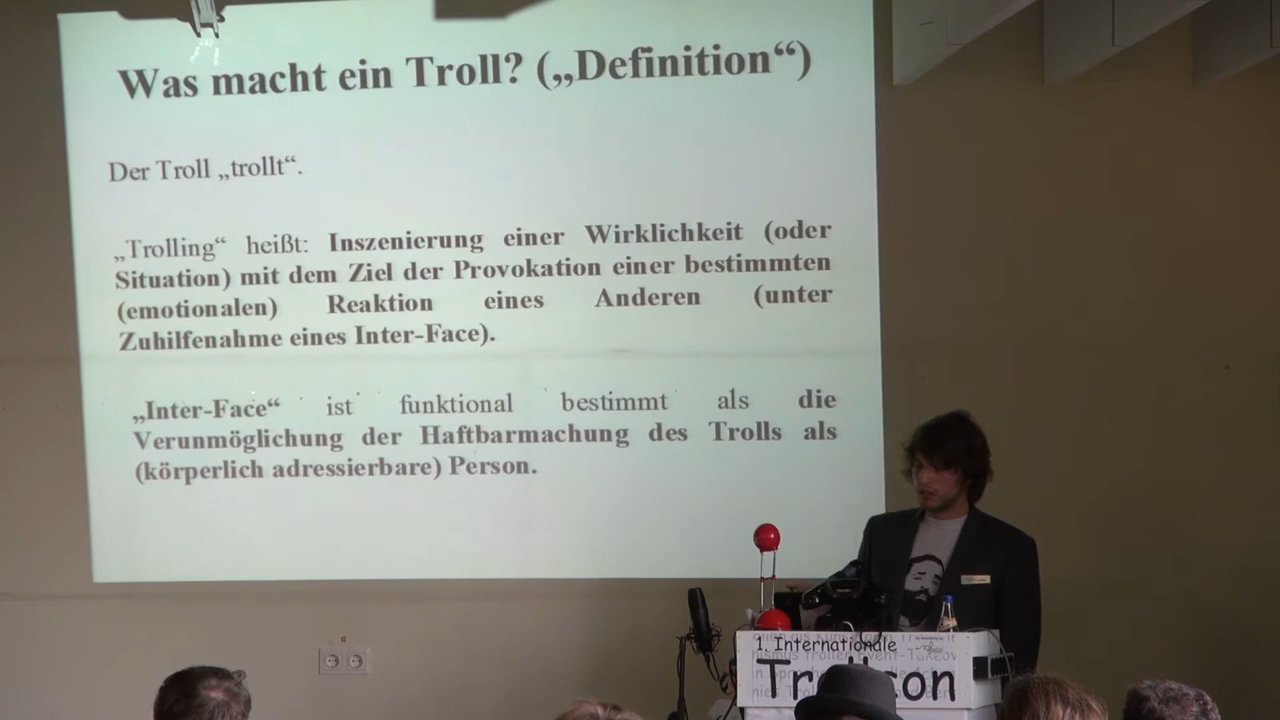 Was macht ein Troll? („Definition“)
Der Troll „trollt“.
„Trolling“ heißt: Inszenierung einer Wirklichkeit (oder
Situation) mit dem Ziel der Provokation einer bestimmten
(emotionalen) Reaktion eines Anderen (unter
Zuhilfenahme eines Inter-Face).
„Inter-Face“ ist funktional bestimmt als die
Verunmöglichung der Haftbarmachung des Trolls als
(körperlich adressierbare) Person.
1. Internationale